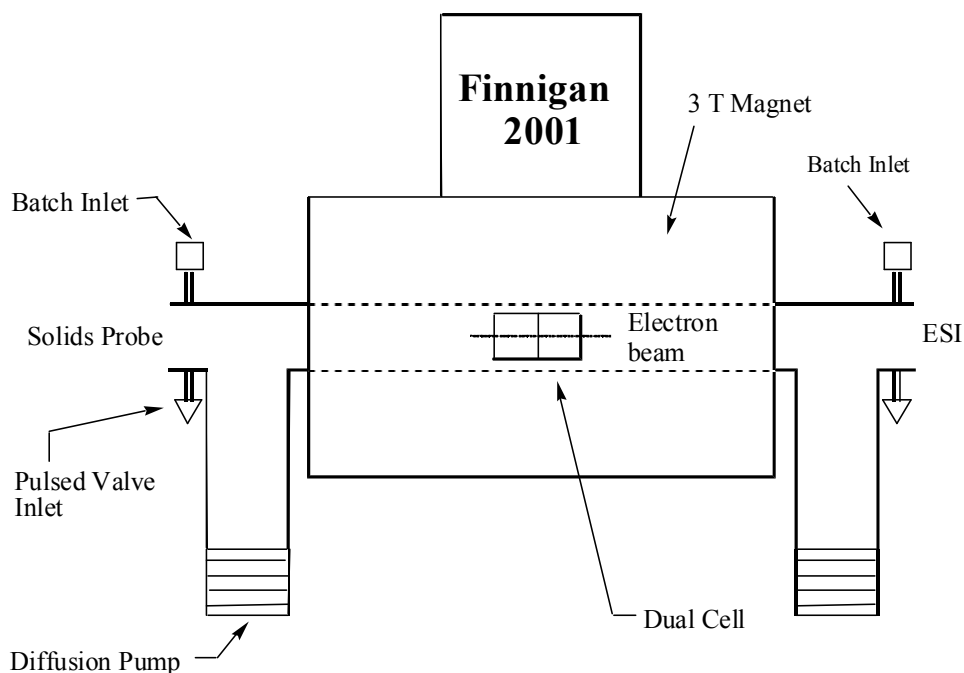 Finnigan
2001
3 T Magnet
Batch Inlet
Batch Inlet
Solids Probe
Electron
beam
ESI
Pulsed Valve
Inlet
Dual Cell
Diffusion Pump